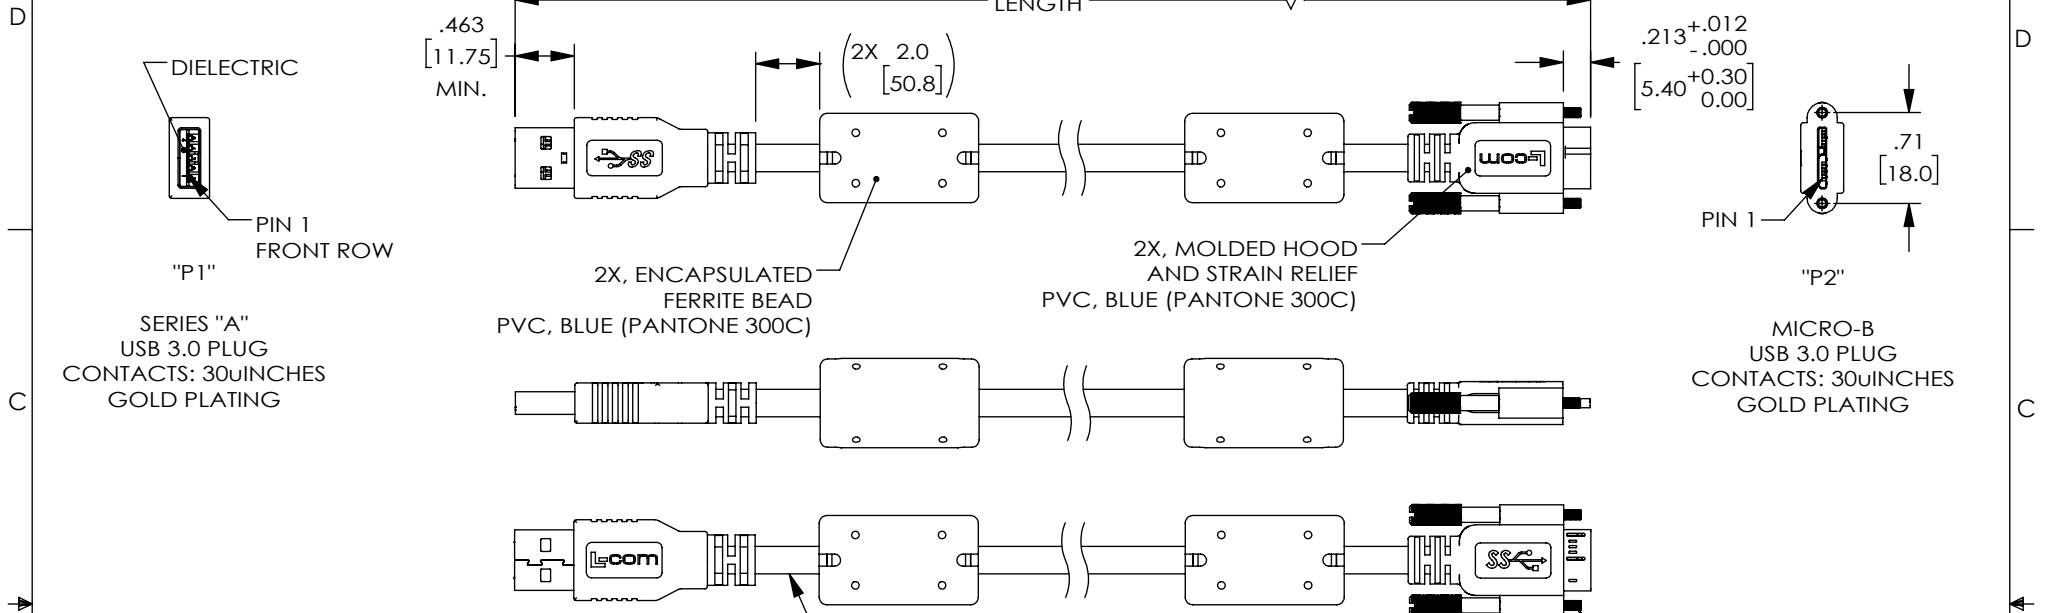 LENGTH
D
D
.463
[11.75]
MIN.
(2X 2.0
[50.8])
.213 +.012
-.000
[5.40 +0.30
0.00]
DIELECTRIC
PIN 1
FRONT ROW
"P1"
SERIES "A"
USB 3.0 PLUG
CONTACTS: 30uINCHES
GOLD PLATING
SS
L-com
.71
[18.0]
PIN 1
"P2"
MICRO-B
USB 3.0 PLUG
CONTACTS: 30uINCHES
GOLD PLATING
2X, ENCAPSULATED
FERRITE BEAD
PVC, BLUE (PANTONE 300C)
2X, MOLDED HOOD
AND STRAIN RELIEF
PVC, BLUE (PANTONE 300C)
C
C
L-com
SS